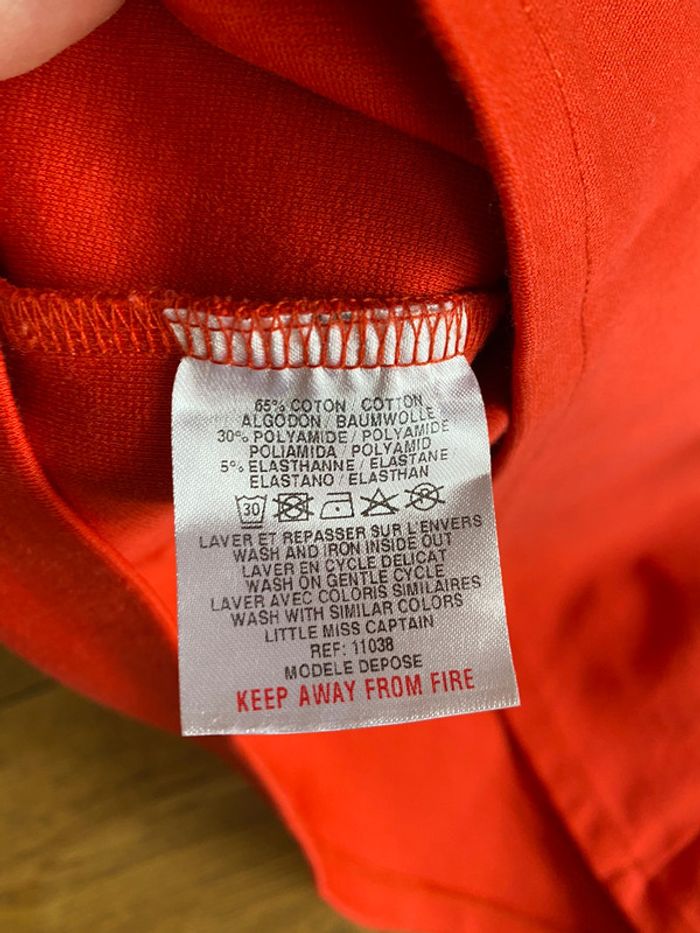 65% COTON / COTTON
ALGODON / BAUMWOLLE
30% POLYAMIDE / POLYAMIDE
POLIAMIDA / POLYAMID
5% ELASTHANNE / ELASTANE
ELASTANO / ELASTHAN
30
LAVER ET REPASSER SUR L'ENVERS
WASH AND IRON INSIDE OUT
LAVER EN CYCLE DELICAT
WASH ON GENTLE CYCLE
LAVER AVEC COLORIS SIMILAIRES
WASH WITH SIMILAR COLORS
LITTLE MISS CAPTAIN
REF: 11038
MODELE DEPOSE
KEEP AWAY FROM FIRE